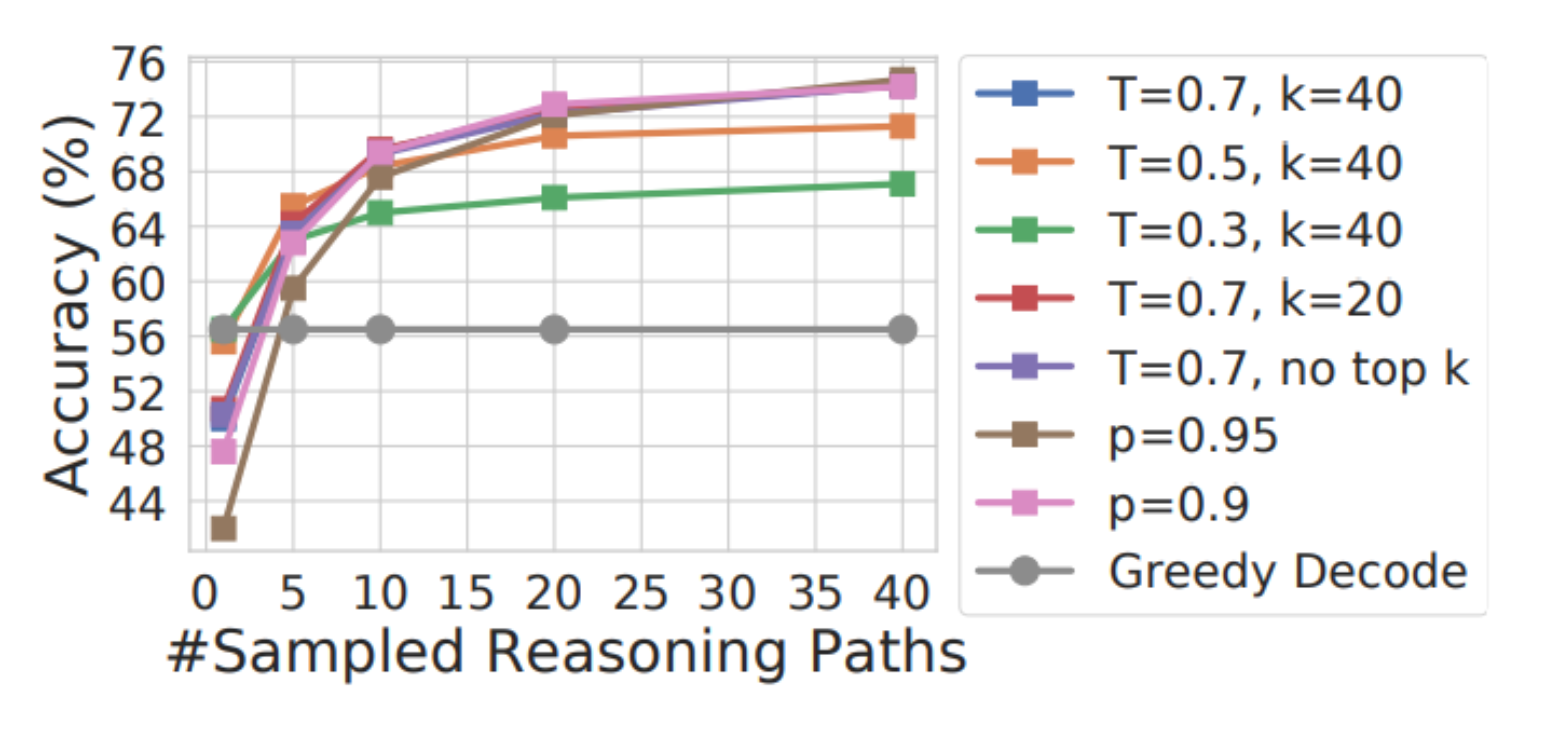 Accuracy (%)
76
72
68
64
60
56
52
48
44
0 5 10 15 20 25 30 35 40
#Sampled Reasoning Paths
T=0.7, k=40
T=0.5, k=40
T=0.3, k=40
T=0.7, k=20
T=0.7, no top k
p=0.95
p=0.9
Greedy Decode